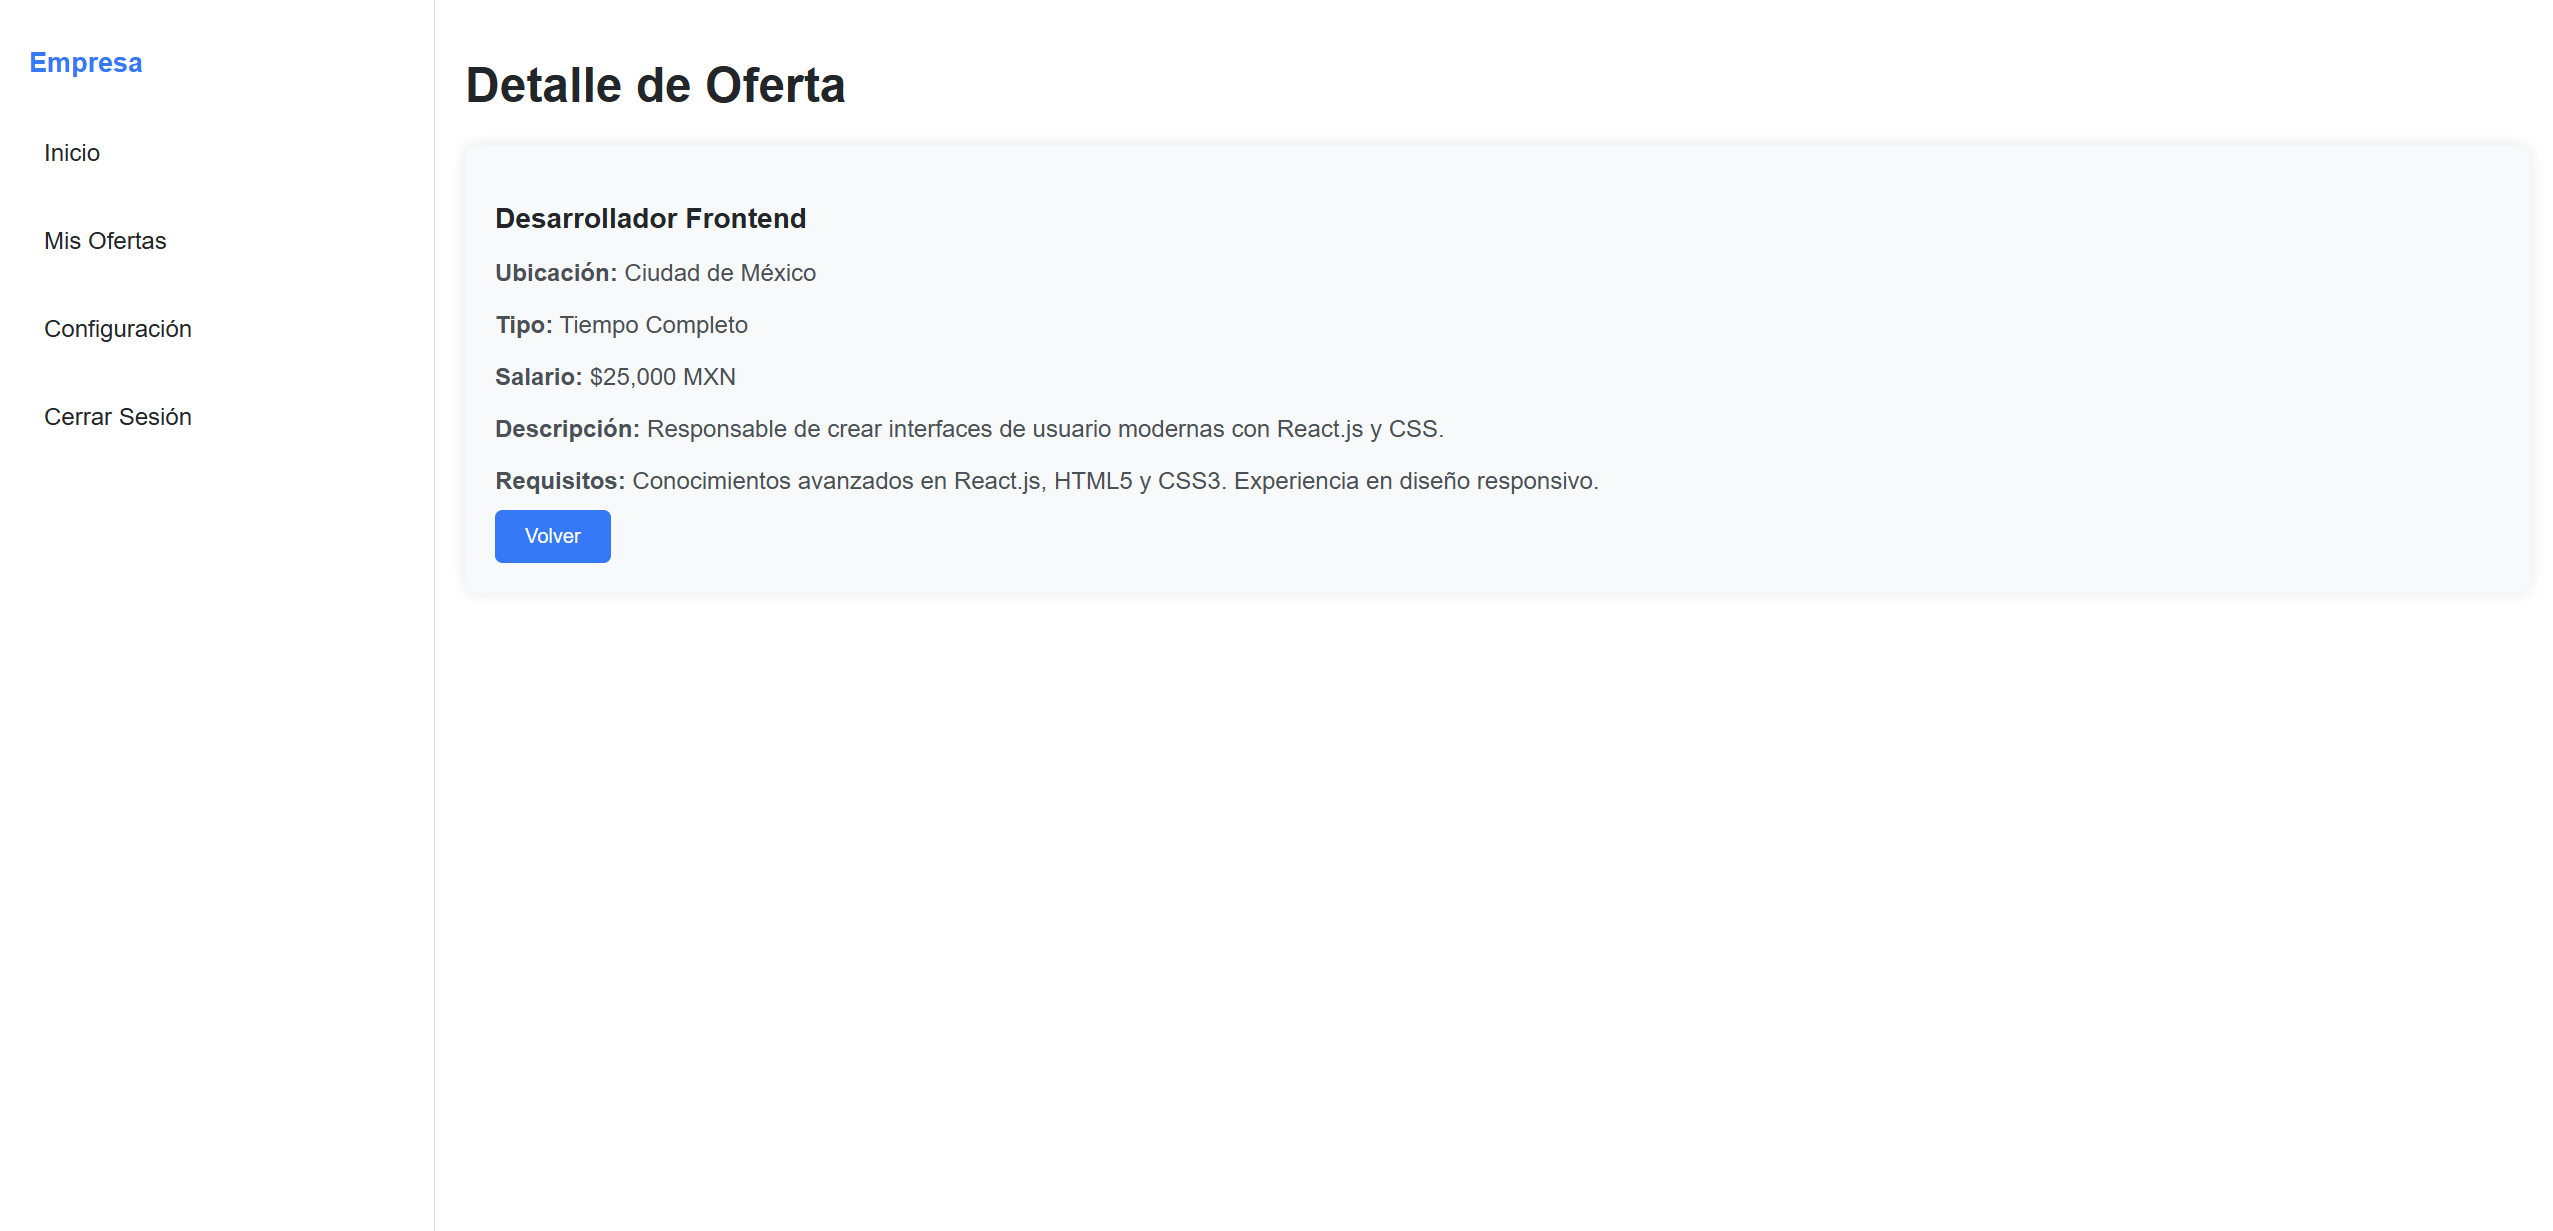 Empresa
Inicio
Mis Ofertas
Configuración
Cerrar Sesión
Detalle de Oferta
Desarrollador Frontend
Ubicación: Ciudad de México
Tipo: Tiempo Completo
Salario: $25,000 MXN
Descripción: Responsable de crear interfaces de usuario modernas con React.js y CSS.
Requisitos: Conocimientos avanzados en React.js, HTML5 y CSS3. Experiencia en diseño responsivo.
Volver